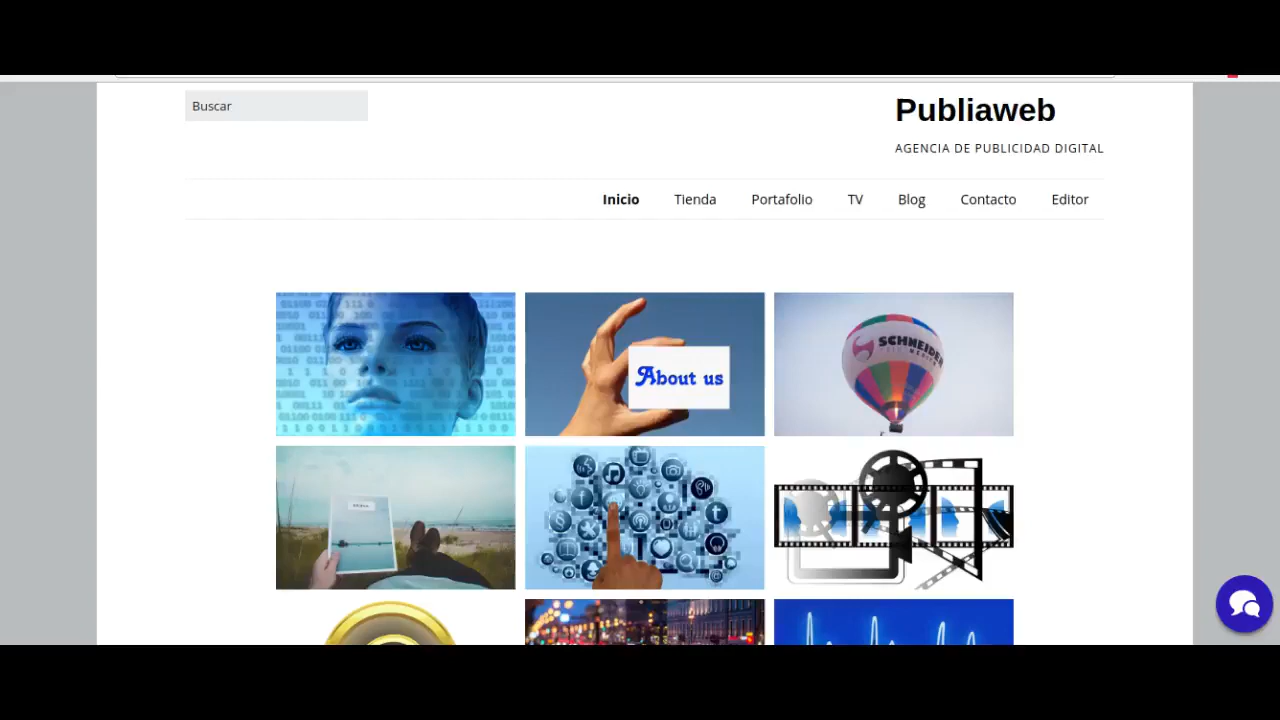 Buscar
Publiaweb
AGENCIA DE PUBLICIDAD DIGITAL
Inicio Tienda Portafolio TV Blog Contacto Editor
About us
SCHNEIDER